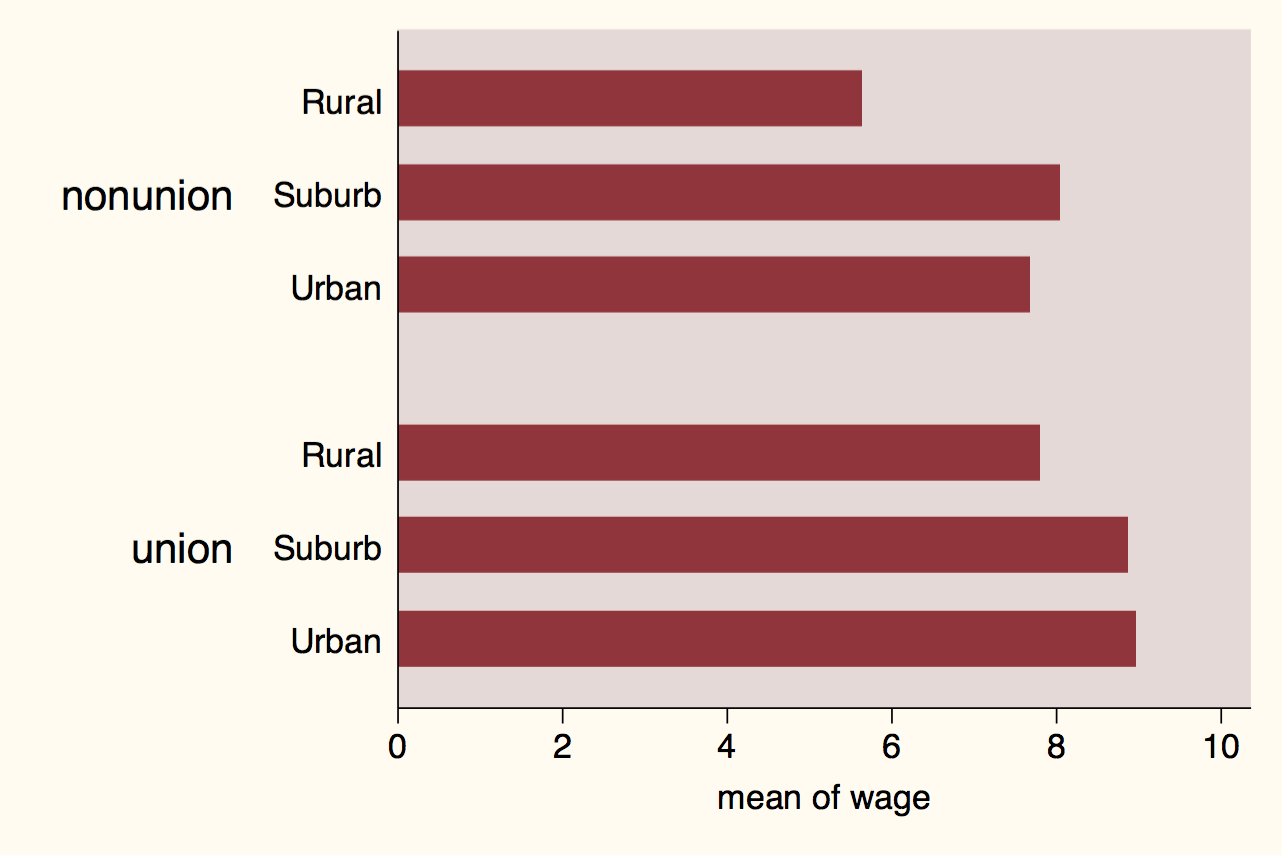 Rural
nonunion Suburb
Urban
Rural
union Suburb
Urban
0 2 4 6 8 10
mean of wage